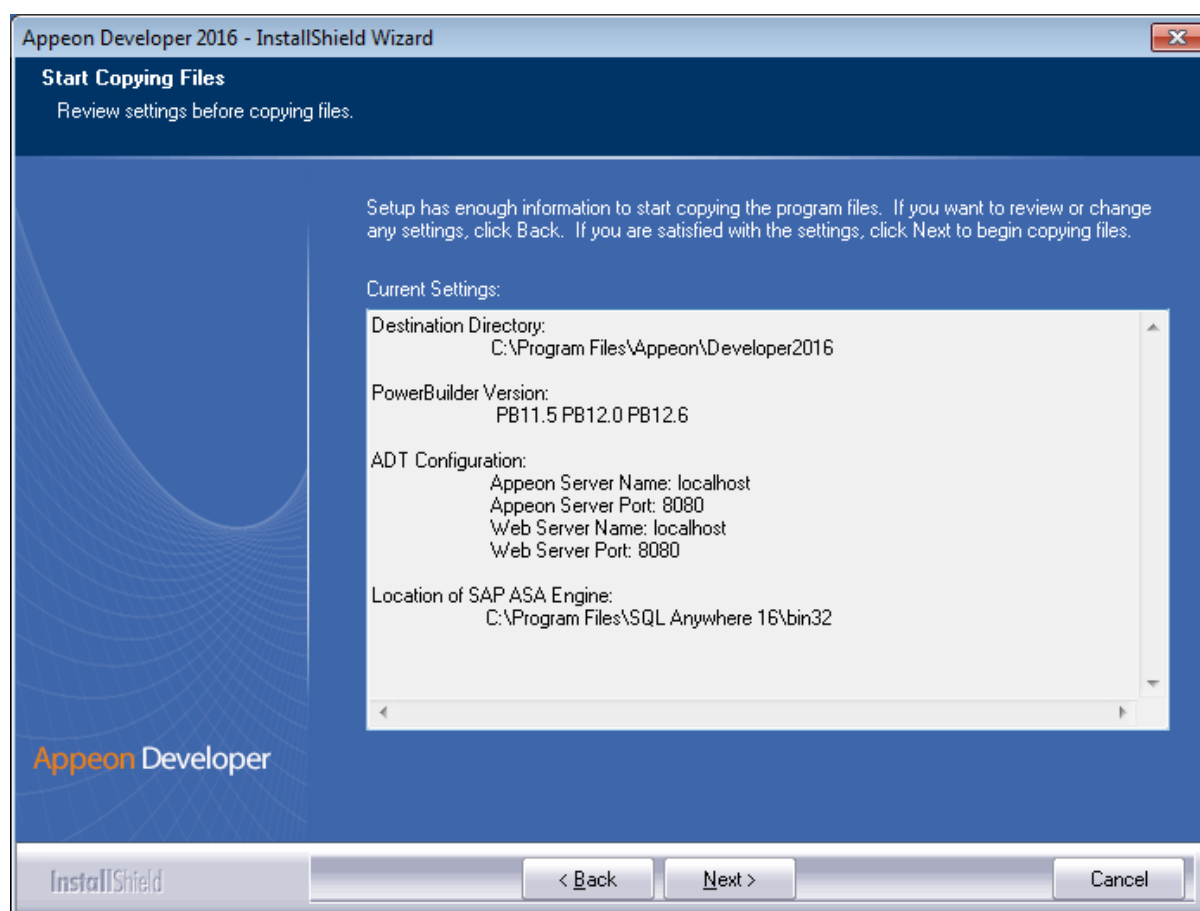 Appeon Developer 2016 - InstallShield Wizard
Start Copying Files
Review settings before copying files.
Setup has enough information to start copying the program files. If you want to review or change
any settings, click Back. If you are satisfied with the settings, click Next to begin copying files.
Current Settings:
Destination Directory:
C:\Program Files\Appeon\Developer2016
PowerBuilder Version:
PB11.5 PB12.0 PB12.6
ADT Configuration:
Appeon Server Name: localhost
Appeon Server Port: 8080
Web Server Name: localhost
Web Server Port: 8080
Location of SAP ASA Engine:
C:\Program Files\SQL Anywhere 16\bin32
Appeon Developer
InstallShield
< Back
Next >
Cancel